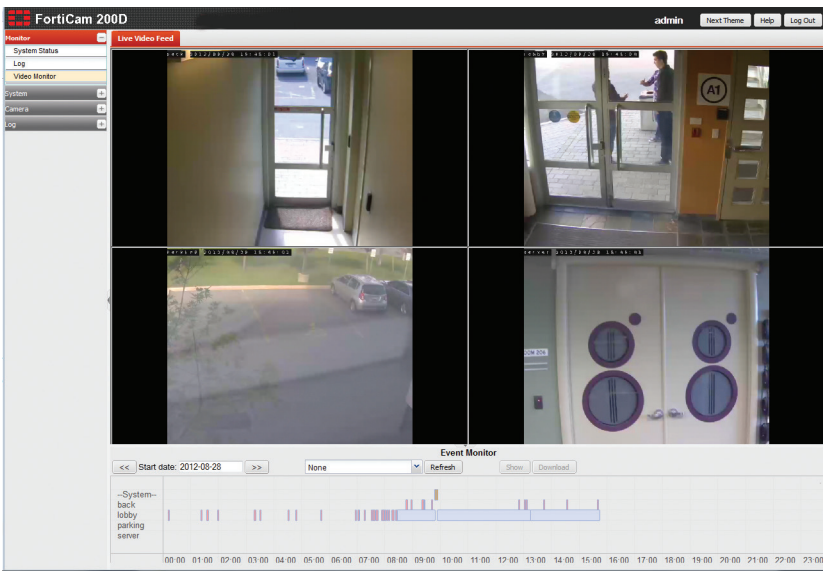 FortiCam 200D
admin
Next Theme
Help
Log Out
Monitor
System Status
Log
Video Monitor
System
Camera
Log
Live Video Feed
A1
Event Monitor
<<
Start date: 2012-08-28
>>
None
Refresh
Show
Download
--System--
back
lobby
parking
server
00:00 01:00 02:00 03:00 04:00 05:00 06:00 07:00 08:00 09:00 10:00 11:00 12:00 13:00 14:00 15:00 16:00 17:00 18:00 19:00 20:00 21:00 22:00 23:00